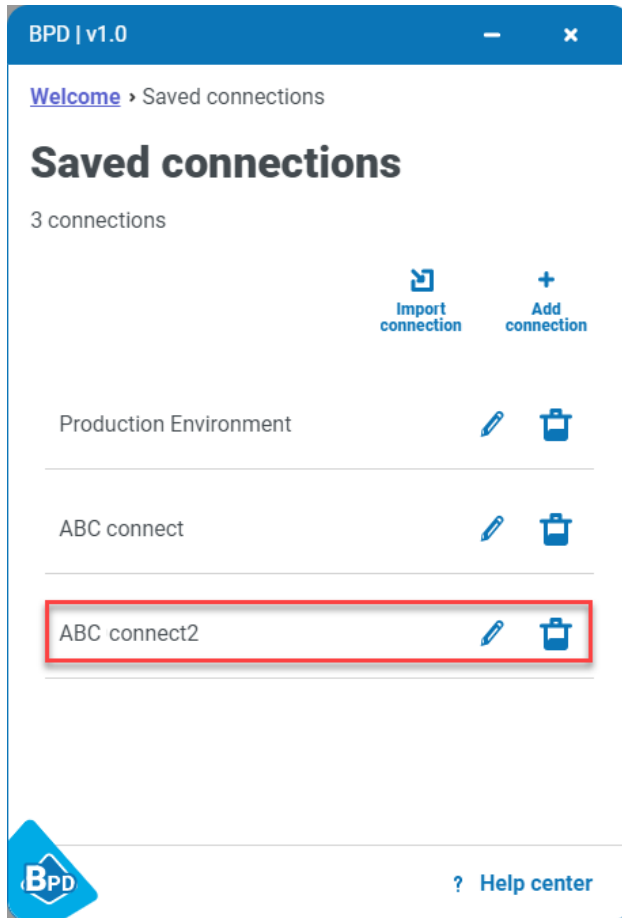 BPD | v1.0
Welcome › Saved connections
Saved connections
3 connections
Import
connection
Add
connection
Production Environment
ABC connect
ABC connect2
BPD
? Help center